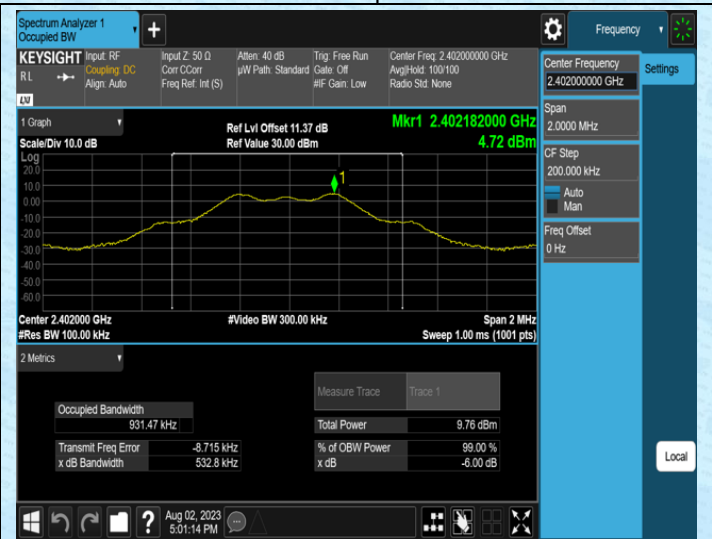 Spectrum Analyzer 1
Occupied BW
+
Frequency
KEYSIGHT
RL
LXI
Input: RF
Coupling: DC
Align: Auto
Input Z: 50 Ω
Corr CCorr
Freq Ref: Int (S)
Atten: 40 dB
µW Path: Standard
Trig: Free Run
Gate: Off
#IF Gain: Low
Center Freq: 2.402000000 GHz
Avg|Hold: 100/100
Radio Std: None
Center Frequency
2.402000000 GHz
Settings
Span
2.0000 MHz
CF Step
200.000 kHz
Auto
Man
Freq Offset
0 Hz
1 Graph
Scale/Div 10.0 dB
Ref Lvl Offset 11.37 dB
Ref Value 30.00 dBm
Mkr1 2.402182000 GHz
4.72 dBm
Log
20.0
10.0
0.00
-10.0
-20.0
-30.0
-40.0
-50.0
-60.0
1
Center 2.402000 GHz
#Res BW 100.00 kHz
#Video BW 300.00 kHz
Span 2 MHz
Sweep 1.00 ms (1001 pts)
2 Metrics
Measure Trace
Trace 1
Occupied Bandwidth
931.47 kHz
Total Power
9.76 dBm
Transmit Freq Error
-8.715 kHz
% of OBW Power
99.00 %
x dB Bandwidth
532.8 kHz
x dB
-6.00 dB
Local
?
Aug 02, 2023
5:01:14 PM